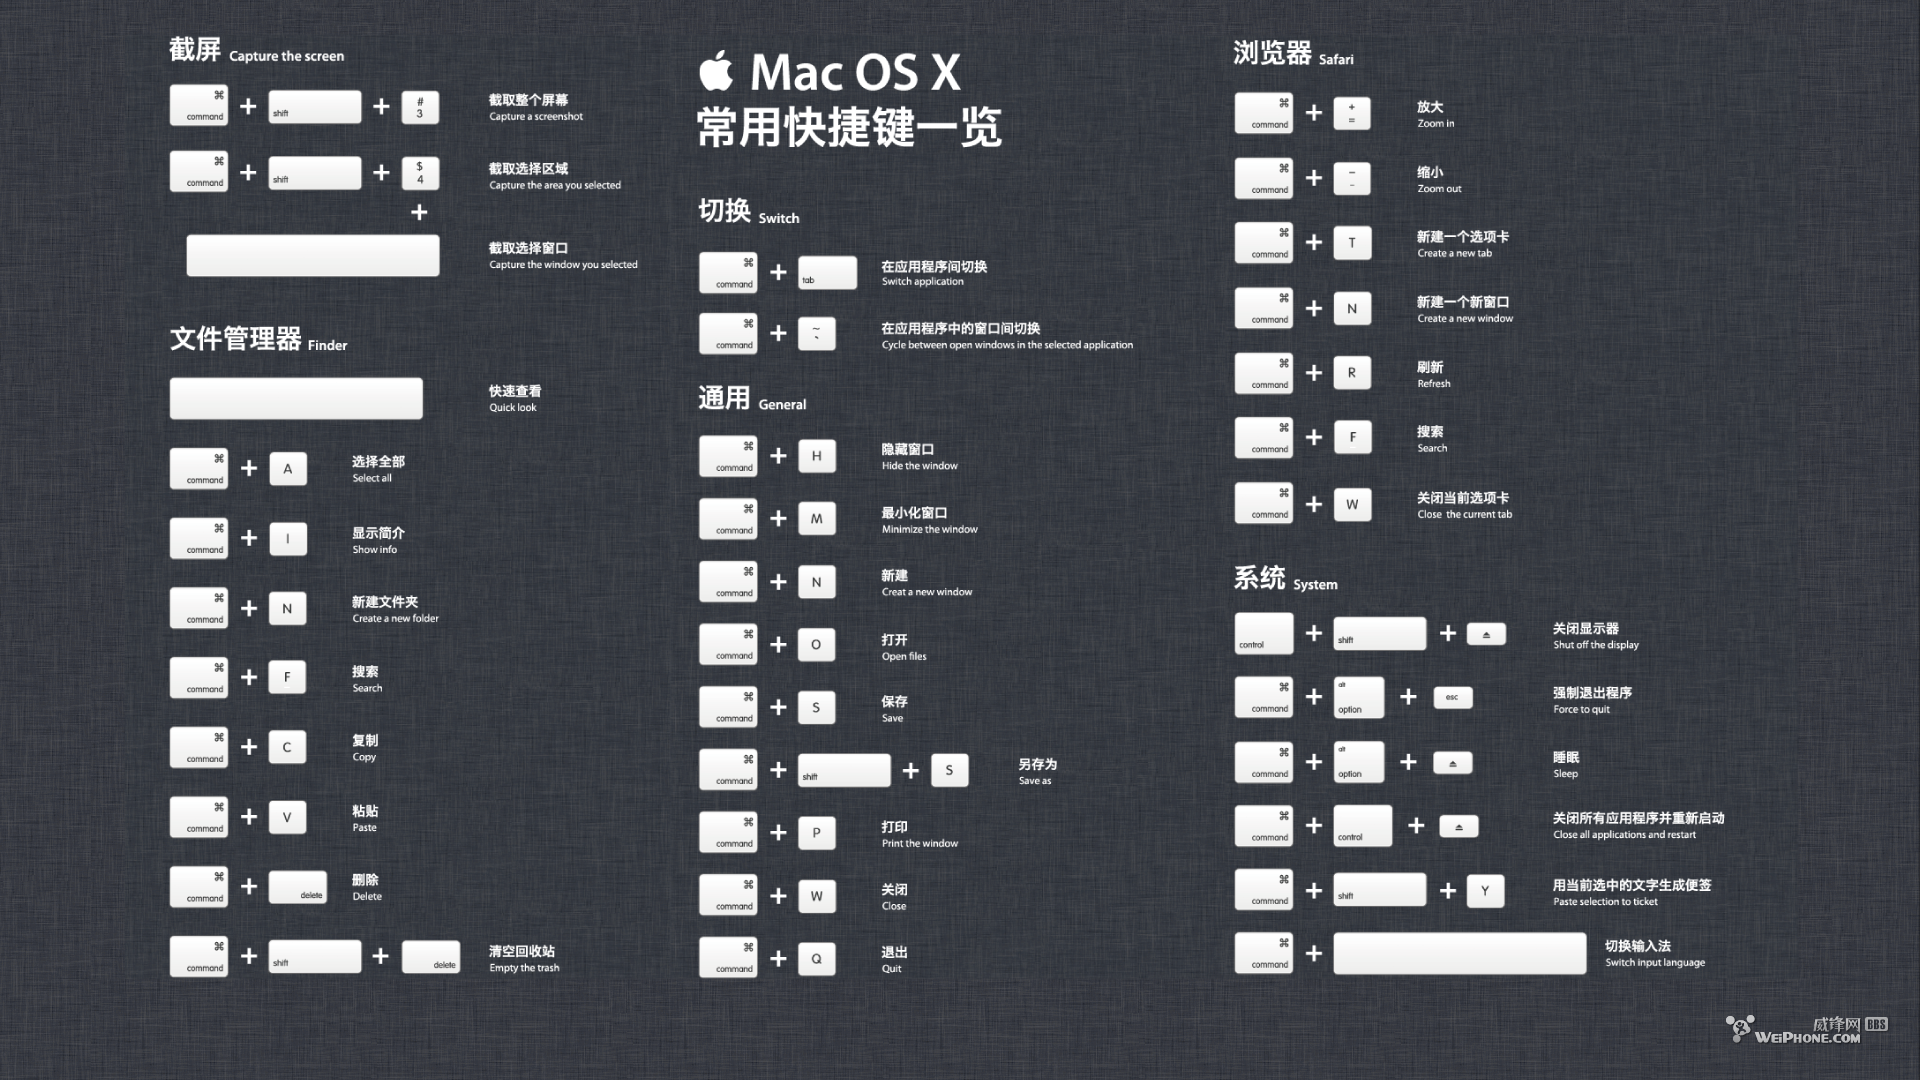 截屏 Capture the screen
⌘ command + shift + # 3 截取整个屏幕
Capture a screenshot
⌘ command + shift + $ 4 截取选择区域
Capture the area you selected
+
截取选择窗口
Capture the window you selected
文件管理器 Finder
快速查看
Quick look
⌘ command + A 选择全部
Select all
⌘ command + I 显示简介
Show info
⌘ command + N 新建文件夹
Create a new folder
⌘ command + F 搜索
Search
⌘ command + C 复制
Copy
⌘ command + V 粘贴
Paste
⌘ command + delete 删除
Delete
⌘ command + shift + delete 清空回收站
Empty the trash
Mac OS X
常用快捷键一览
切换 Switch
⌘ command + tab 在应用程序间切换
Switch application
⌘ command + ~ ` 在应用程序中的窗口间切换
Cycle between open windows in the selected application
通用 General
⌘ command + H 隐藏窗口
Hide the window
⌘ command + M 最小化窗口
Minimize the window
⌘ command + N 新建
Creat a new window
⌘ command + O 打开
Open files
⌘ command + S 保存
Save
⌘ command + shift + S 另存为
Save as
⌘ command + P 打印
Print the window
⌘ command + W 关闭
Close
⌘ command + Q 退出
Quit
浏览器 Safari
⌘ command + + = 放大
Zoom in
⌘ command + – - 缩小
Zoom out
⌘ command + T 新建一个选项卡
Create a new tab
⌘ command + N 新建一个新窗口
Create a new window
⌘ command + R 刷新
Refresh
⌘ command + F 搜索
Search
⌘ command + W 关闭当前选项卡
Close the current tab
系统 System
control + shift + ⏏ 关闭显示器
Shut off the display
⌘ command + alt option + esc 强制退出程序
Force to quit
⌘ command + alt option + ⏏ 睡眠
Sleep
⌘ command + control + ⏏ 关闭所有应用程序并重新启动
Close all applications and restart
⌘ command + shift + Y 用当前选中的文字生成便签
Paste selection to ticket
⌘ command + 切换输入法
Switch input language
威锋网 BBS
WEIPHONE.COM